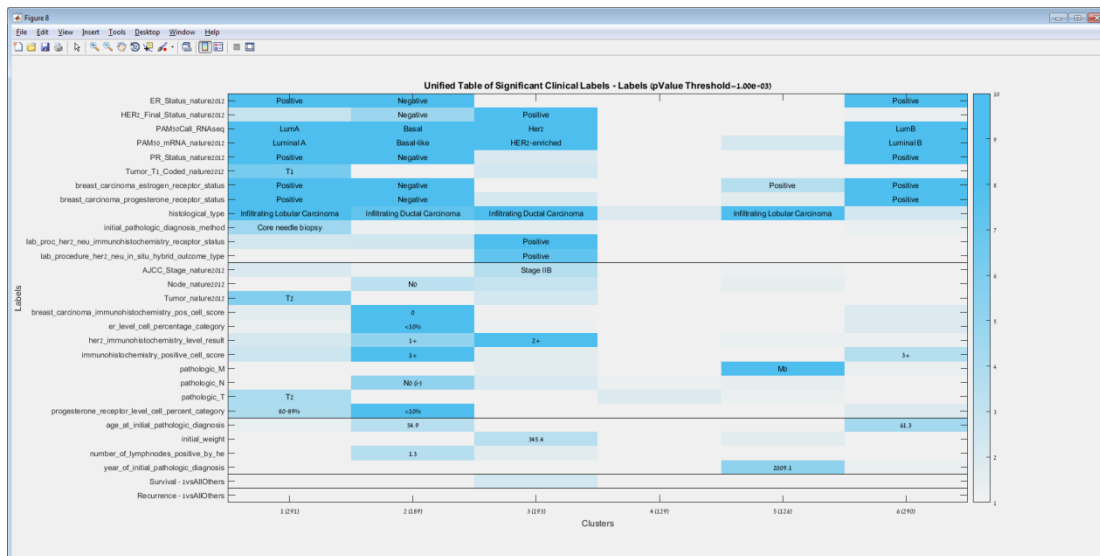 Figure 8
File Edit View Insert Tools Desktop Window Help
Unified Table of Significant Clinical Labels - Labels (pValue Threshold~1.00e-03)
ER_Status_nature2012 Positive Negative Positive
HER2_Final_Status_nature2012 Negative Positive
PAM50Call_RNAseq LumA Basal Her2 LumB
PAM50_mRNA_nature2012 Luminal A Basal-like HER2-enriched Luminal B
PR_Status_nature2012 Positive Negative Positive
Tumor_T1_Coded_nature2012 T1
breast_carcinoma_estrogen_receptor_status Positive Negative Positive Positive
breast_carcinoma_progesterone_receptor_status Positive Negative Positive
histological_type Infiltrating Lobular Carcinoma Infiltrating Ductal Carcinoma Infiltrating Ductal Carcinoma Infiltrating Lobular Carcinoma
initial_pathologic_diagnosis_method Core needle biopsy
lab_proc_her2_neu_immunohistochemistry_receptor_status Positive
lab_procedure_her2_neu_in_situ_hybrid_outcome_type Positive
AJCC_Stage_nature2012 Stage IIB
Node_nature2012 N0
Tumor_nature2012 T2
breast_carcinoma_immunohistochemistry_pos_cell_score 0
er_level_cell_percentage_category <10%
her2_immunohistochemistry_level_result 1+ 2+
immunohistochemistry_positive_cell_score 1+ 3+
pathologic_M M0
pathologic_N N0 (i-)
pathologic_T T2
progesterone_receptor_level_cell_percent_category 80-89% <10%
age_at_initial_pathologic_diagnosis 54.9 61.3
initial_weight 345.4
number_of_lymphnodes_positive_by_he 1.3
year_of_initial_pathologic_diagnosis 2009.1
Survival - 1vsAllOthers
Recurrence - 1vsAllOthers
Labels
1 (291) 2 (189) 3 (193) 4 (129) 5 (126) 6 (290)
Clusters
10
9
8
7
6
5
4
3
2
1